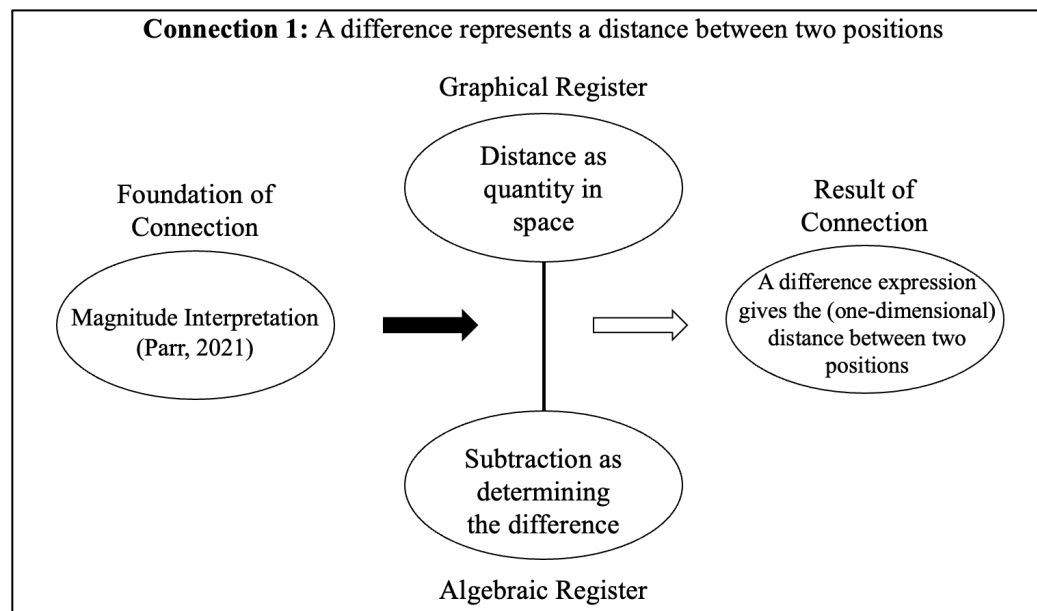 Connection 1: A difference represents a distance between two positions
Graphical Register
Distance as
quantity in
space
Foundation of
Connection
Magnitude Interpretation
(Parr, 2021)
Result of
Connection
A difference expression
gives the (one-dimensional)
distance between two
positions
Subtraction as
determining
the difference
Algebraic Register